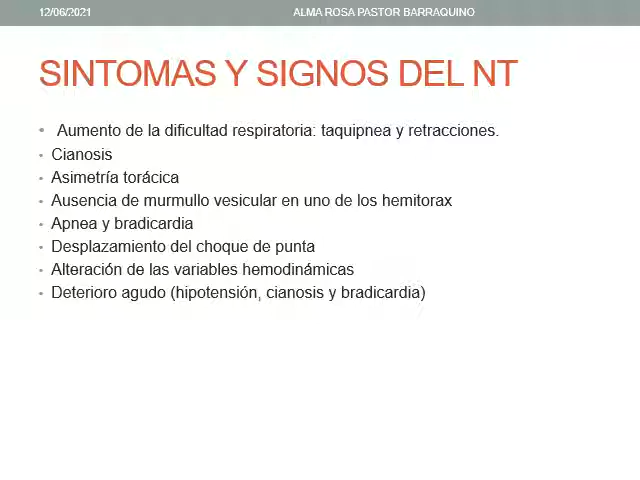 12/06/2021 ALMA ROSA PASTOR BARRAQUINO
SINTOMAS Y SIGNOS DEL NT
• Aumento de la dificultad respiratoria: taquipnea y retracciones.
• Cianosis
• Asimetría torácica
• Ausencia de murmullo vesicular en uno de los hemitorax
• Apnea y bradicardia
• Desplazamiento del choque de punta
• Alteración de las variables hemodinámicas
• Deterioro agudo (hipotensión, cianosis y bradicardia)